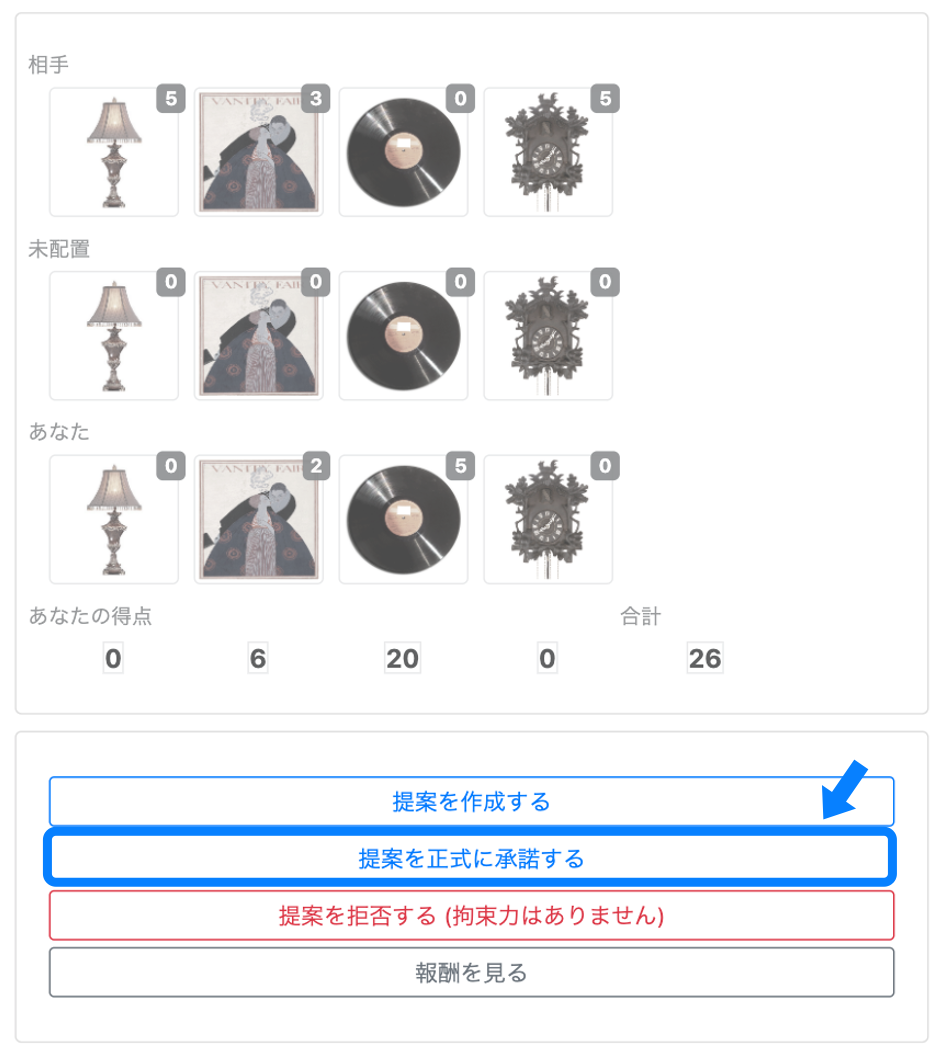 相手
5 3 0 5
VANITY FAIR
未配置
0 0 0 0
VANITY FAIR
あなた
0 2 5 0
VANITY FAIR
あなたの得点 合計
0 6 20 0 26
提案を作成する
提案を正式に承諾する
提案を拒否する (拘束力はありません)
報酬を見る